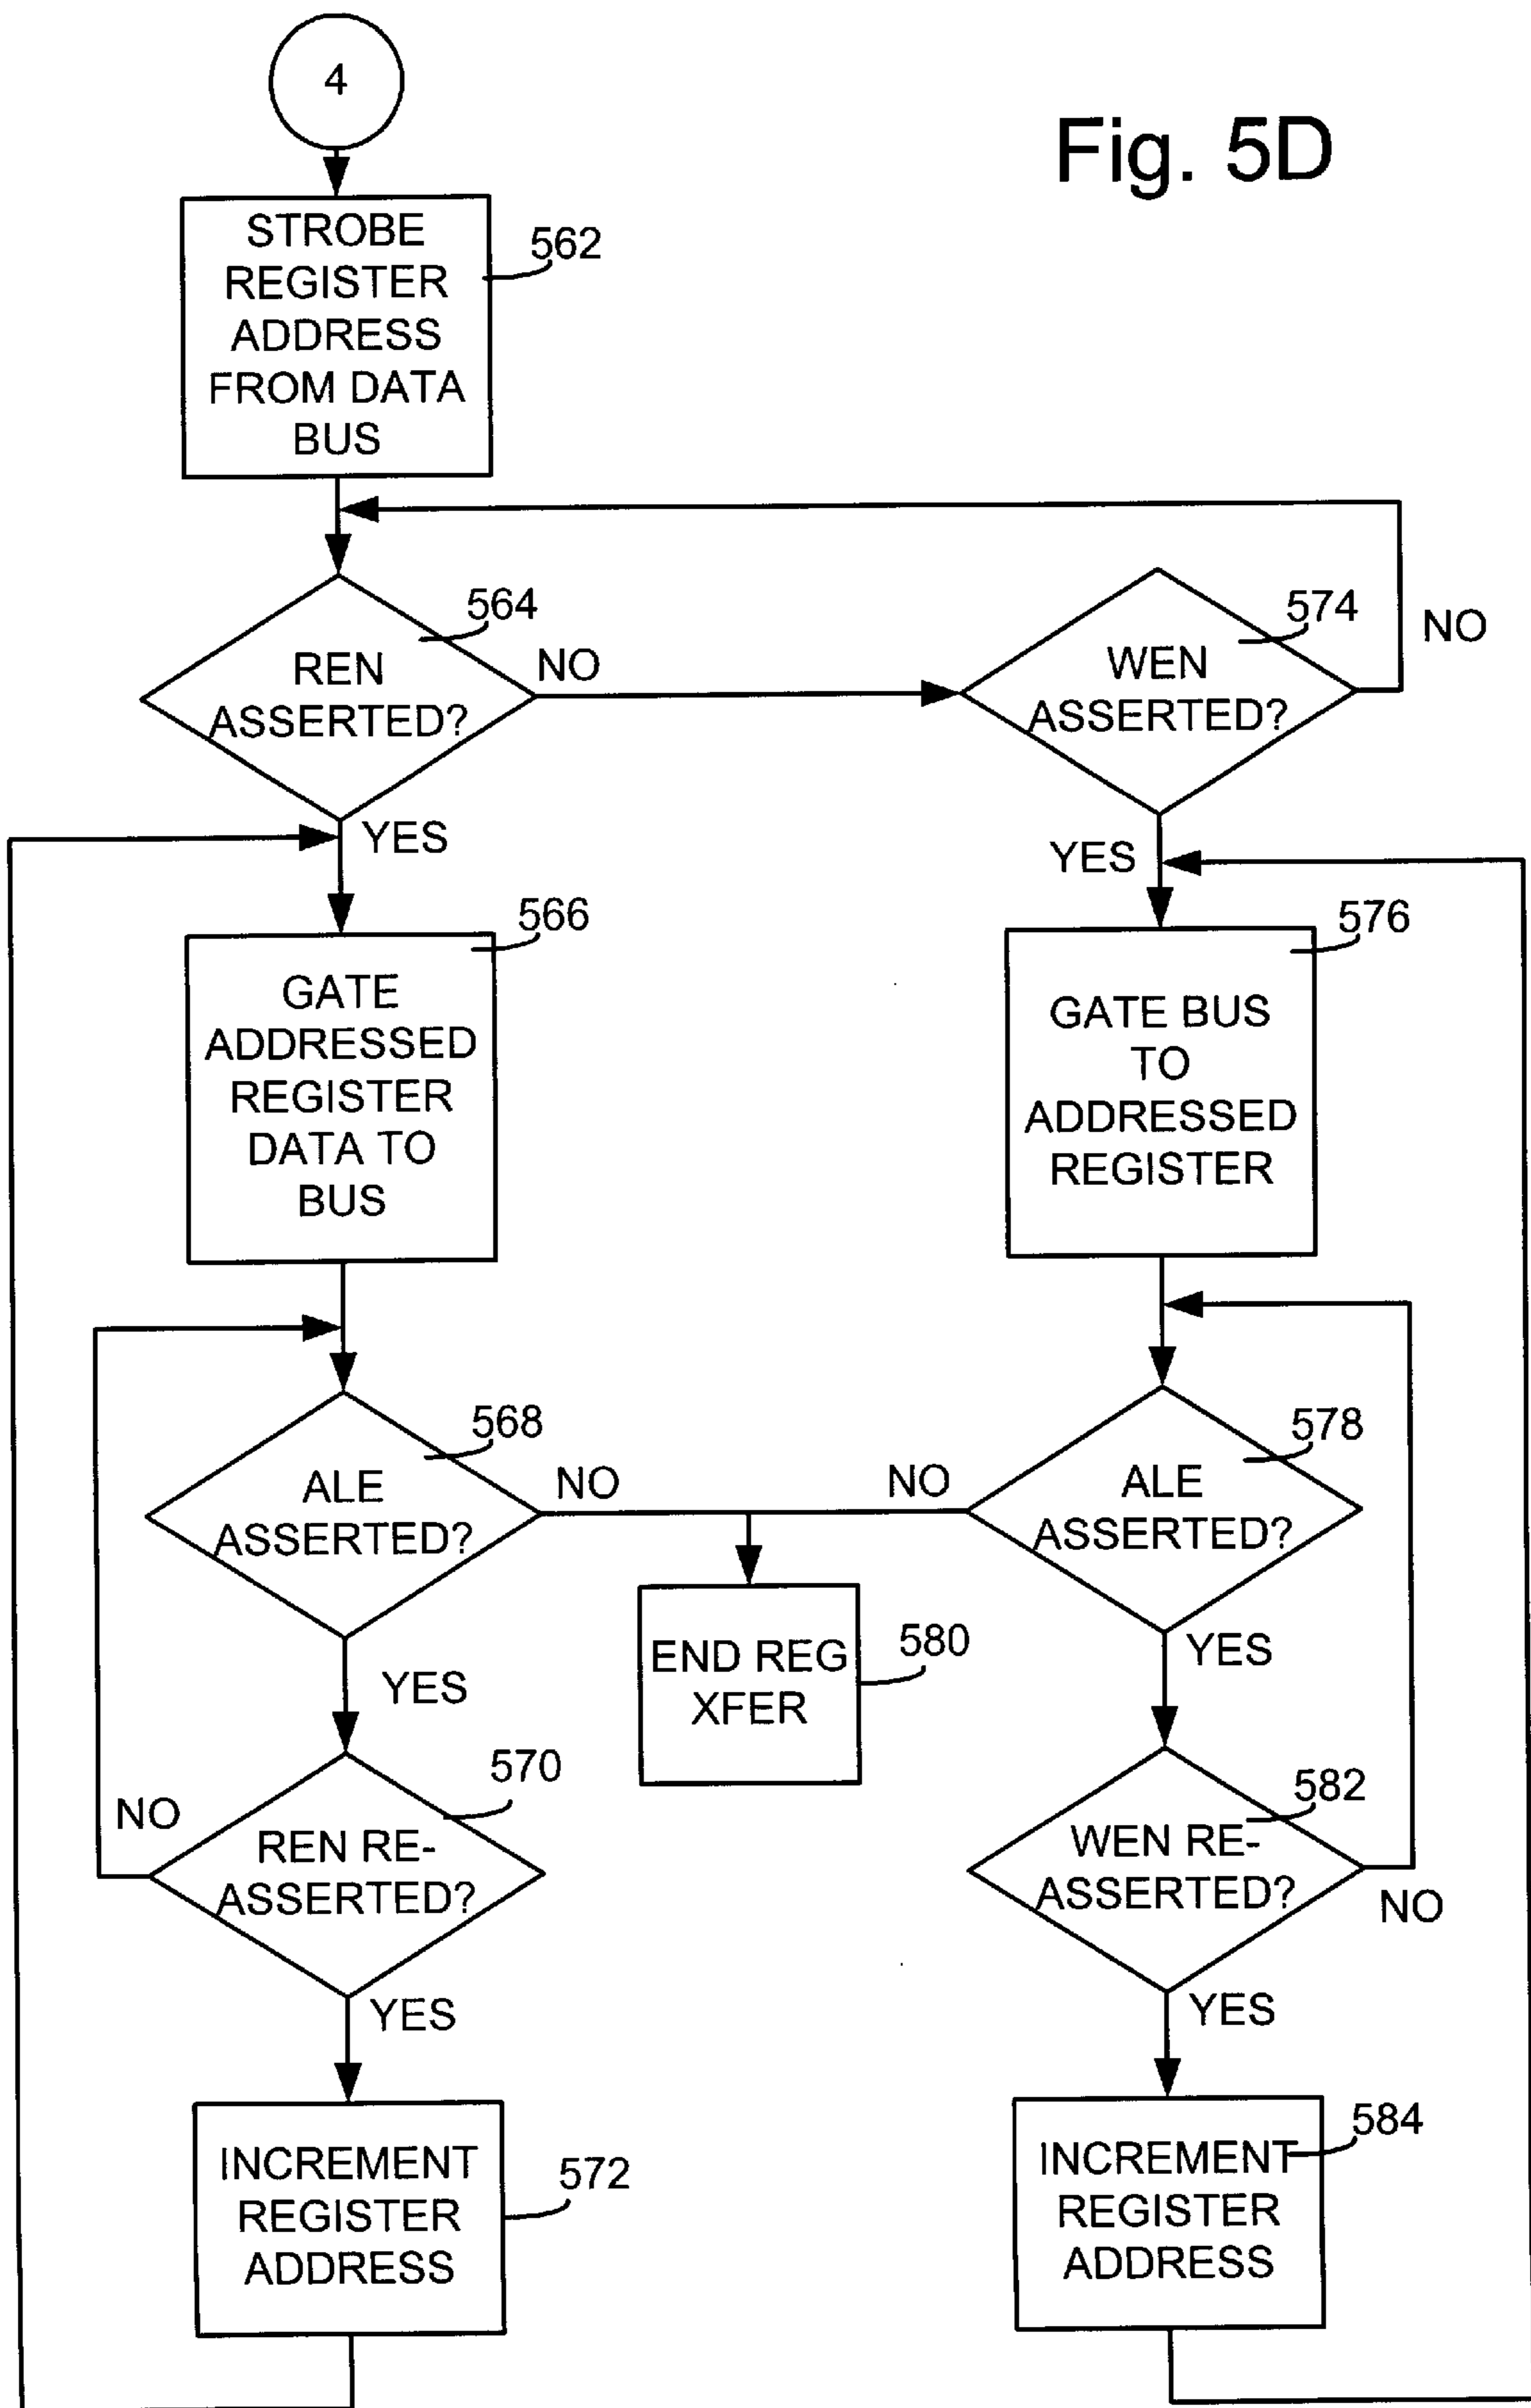 4
Fig. 5D
STROBE
REGISTER
ADDRESS
FROM DATA
BUS
562
REN
ASSERTED?
564
NO
WEN
ASSERTED?
574
NO
YES
YES
GATE
ADDRESSED
REGISTER
DATA TO
BUS
566
GATE BUS
TO
ADDRESSED
REGISTER
576
ALE
ASSERTED?
568
NO
NO
ALE
ASSERTED?
578
YES
END REG
XFER
580
YES
REN RE-
ASSERTED?
570
NO
WEN RE-
ASSERTED?
582
NO
YES
YES
INCREMENT
REGISTER
ADDRESS
572
INCREMENT
REGISTER
ADDRESS
584